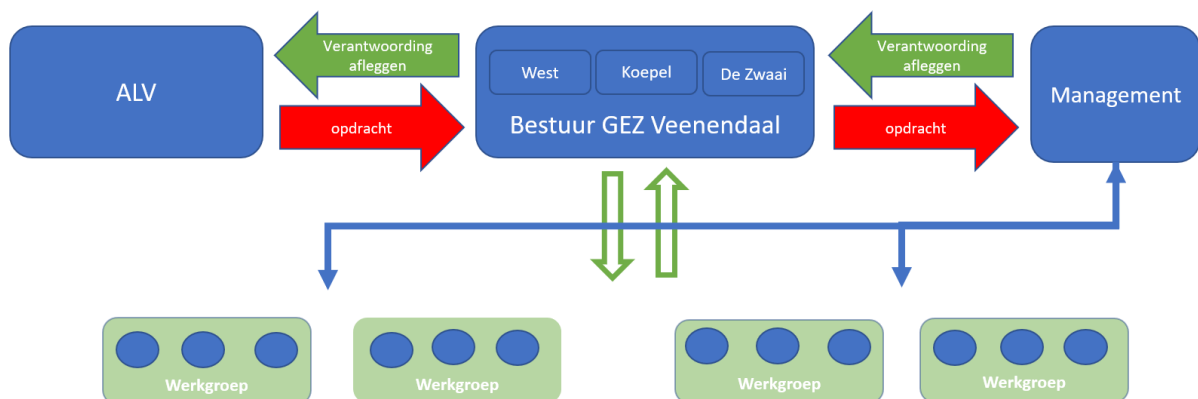 ALV
Verantwoording
afleggen
opdracht
West
Koepel
De Zwaai
Bestuur GEZ Veenendaal
Verantwoording
afleggen
opdracht
Management
Werkgroep
Werkgroep
Werkgroep
Werkgroep